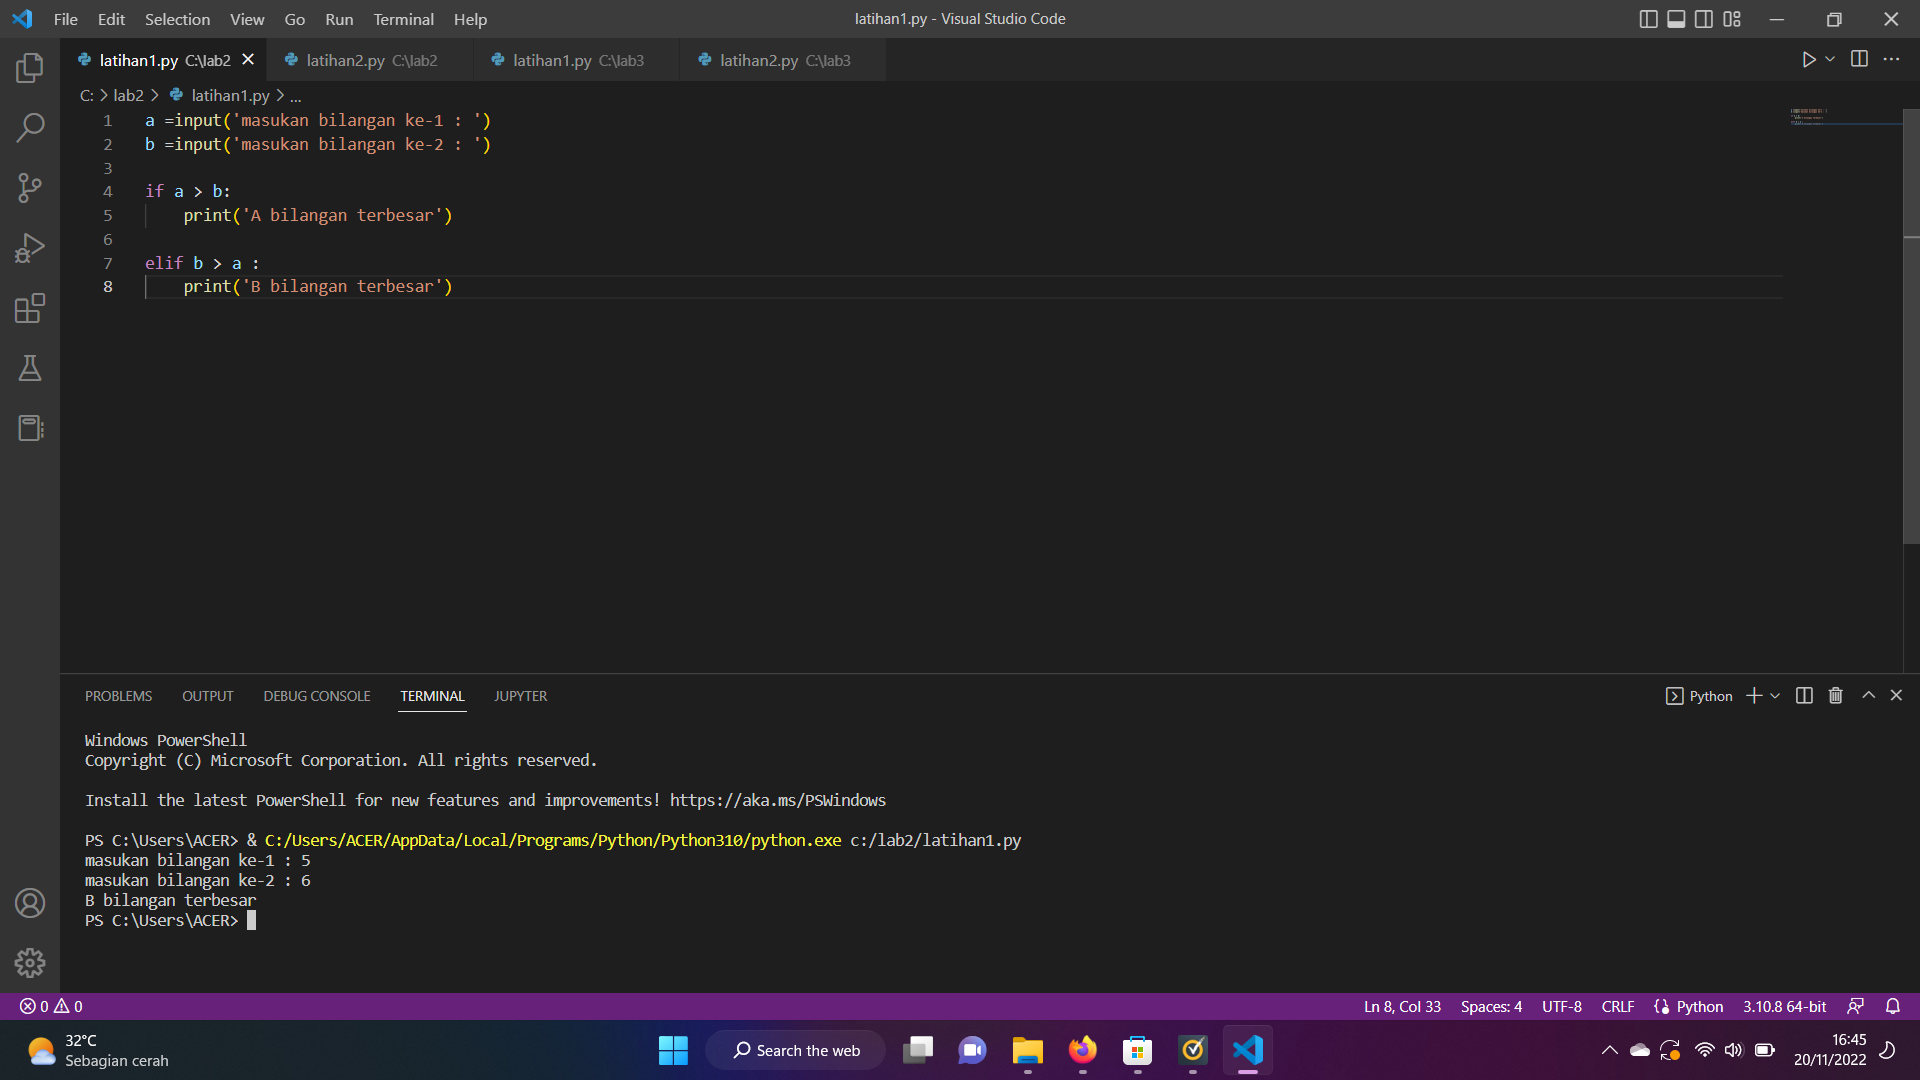 File Edit Selection View Go Run Terminal Help
latihan1.py - Visual Studio Code
latihan1.py C:\lab2
latihan2.py C:\lab2
latihan1.py C:\lab3
latihan2.py C:\lab3
C: > lab2 > latihan1.py > ...
1 a =input('masukan bilangan ke-1 : ')
2 b =input('masukan bilangan ke-2 : ')
3
4 if a > b:
5     print('A bilangan terbesar')
6
7 elif b > a :
8     print('B bilangan terbesar')
PROBLEMS OUTPUT DEBUG CONSOLE TERMINAL JUPYTER
Python
Windows PowerShell
Copyright (C) Microsoft Corporation. All rights reserved.
Install the latest PowerShell for new features and improvements! https://aka.ms/PSWindows
PS C:\Users\ACER> & C:/Users/ACER/AppData/Local/Programs/Python/Python310/python.exe c:/lab2/latihan1.py
masukan bilangan ke-1 : 5
masukan bilangan ke-2 : 6
B bilangan terbesar
PS C:\Users\ACER>
0 0
Ln 8, Col 33 Spaces: 4 UTF-8 CRLF Python 3.10.8 64-bit
32°C
Sebagian cerah
Search the web
16:45
20/11/2022